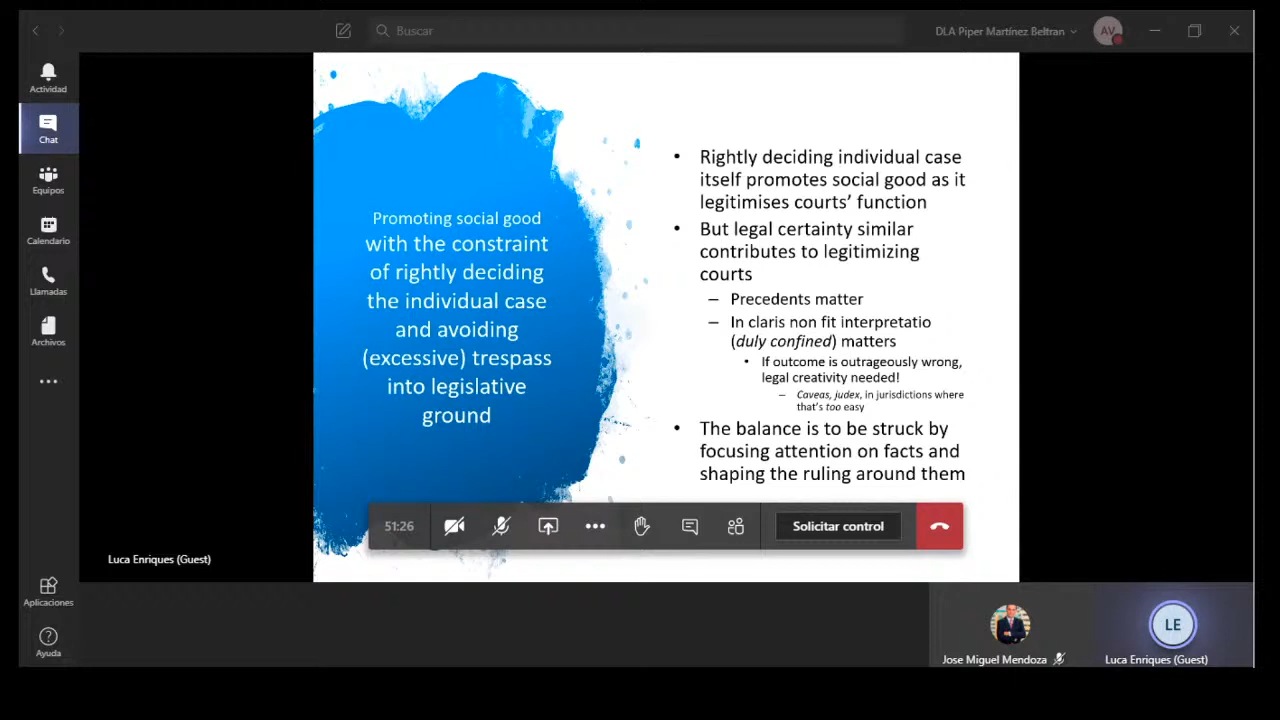 Buscar
DLA Piper Martínez Beltran
AV
Actividad
Chat
Equipos
Calendario
Llamadas
Archivos
Aplicaciones
Ayuda
Promoting social good
with the constraint
of rightly deciding
the individual case
and avoiding
(excessive) trespass
into legislative
ground
• Rightly deciding individual case
itself promotes social good as it
legitimises courts’ function
• But legal certainty similar
contributes to legitimizing
courts
– Precedents matter
– In claris non fit interpretatio
(duly confined) matters
• If outcome is outrageously wrong,
legal creativity needed!
– Caveas, judex, in jurisdictions where
that’s too easy
• The balance is to be struck by
focusing attention on facts and
shaping the ruling around them
51:26
Solicitar control
Luca Enriques (Guest)
Jose Miguel Mendoza
LE
Luca Enriques (Guest)